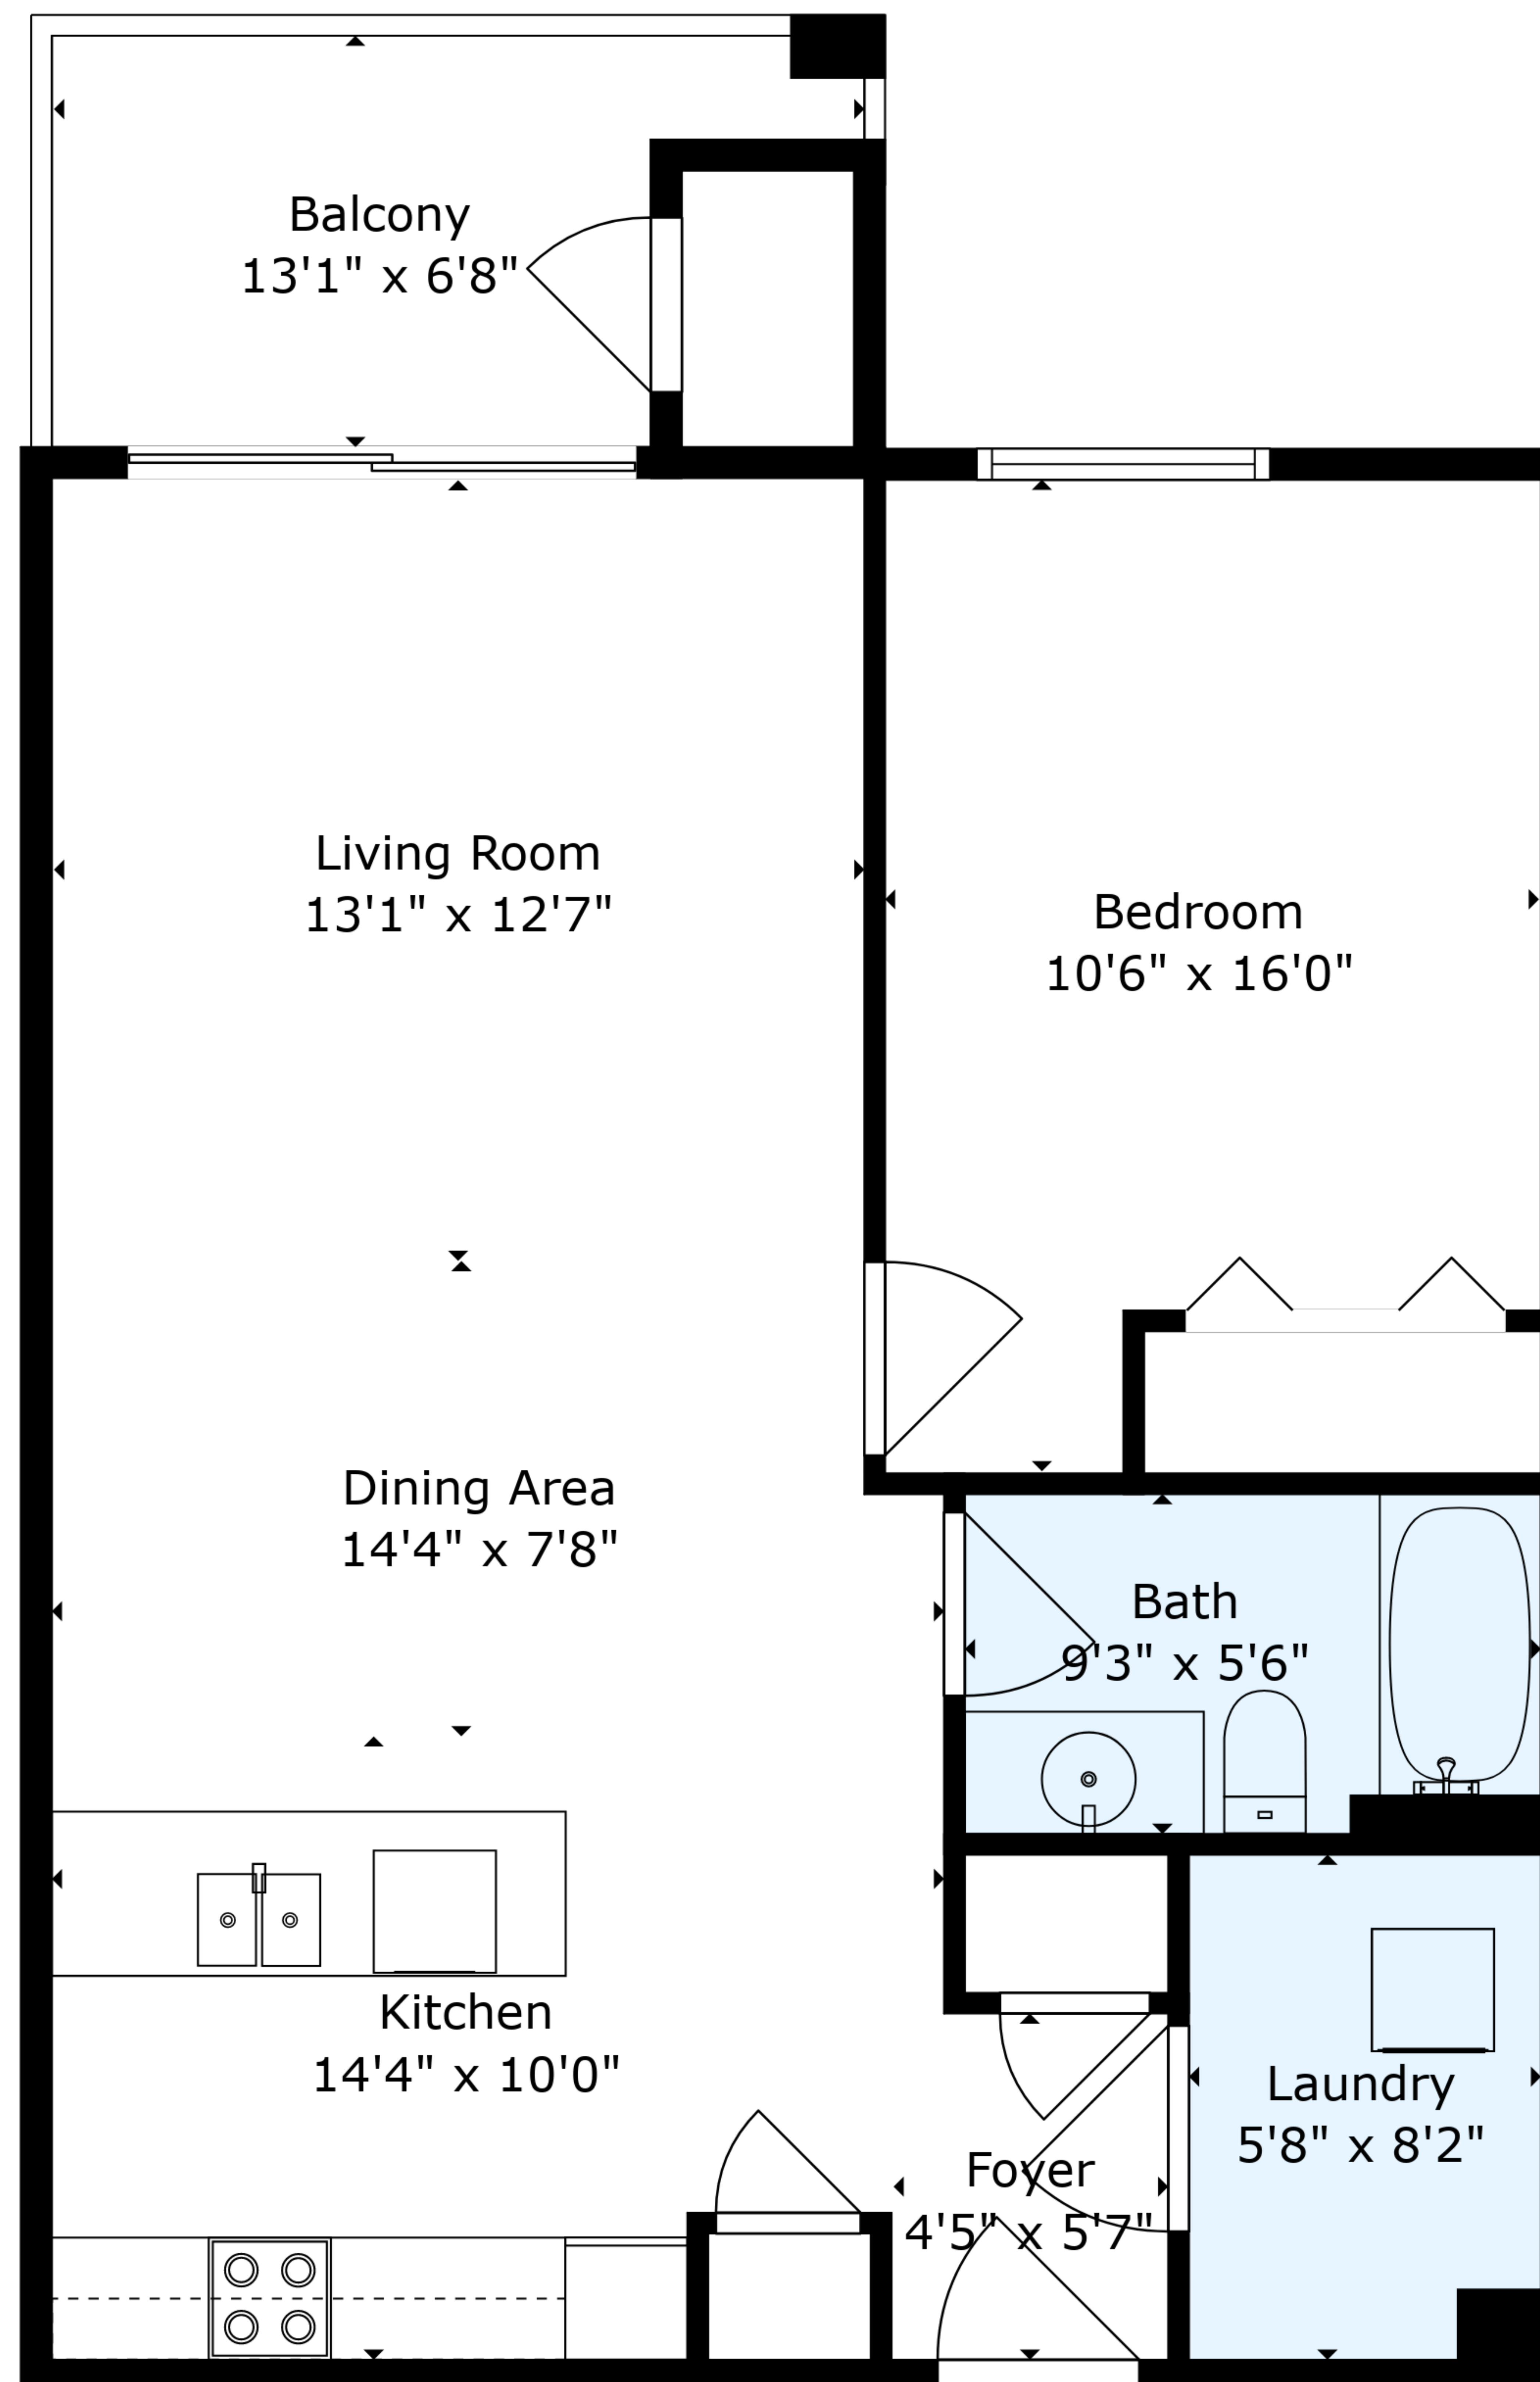 Balcony
13'1" x 6'8"
Living Room
13'1" x 12'7"
Bedroom
10'6" x 16'0"
Dining Area
14'4" x 7'8"
Bath
9'3" x 5'6"
Kitchen
14'4" x 10'0"
Laundry
5'8" x 8'2"
Foyer
4'5" x 5'7"